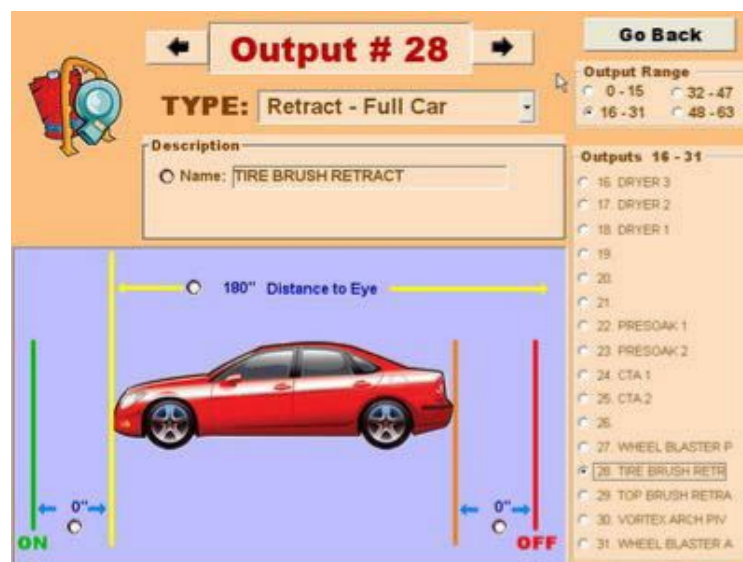 Output # 28
TYPE: Retract - Full Car
Description
Name: TIRE BRUSH RETRACT
180" Distance to Eye
0"
0"
ON
OFF
Go Back
Output Range
0 - 15 32 - 47
16 - 31 48 - 63
Outputs 16 - 31
16. DRYER 3
17. DRYER 2
18. DRYER 1
19.
20.
21.
22. PRESOAK 1
23. PRESOAK 2
24. CTA 1
25. CTA 2
26.
27. WHEEL BLASTER P
28. TIRE BRUSH RETR
29. TOP BRUSH RETRA
30. VORTEX ARCH PIV
31. WHEEL BLASTER A